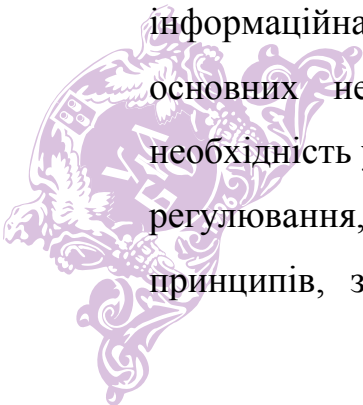 інформаційна
основних не
необхідність у
регулювання,
принципів, з